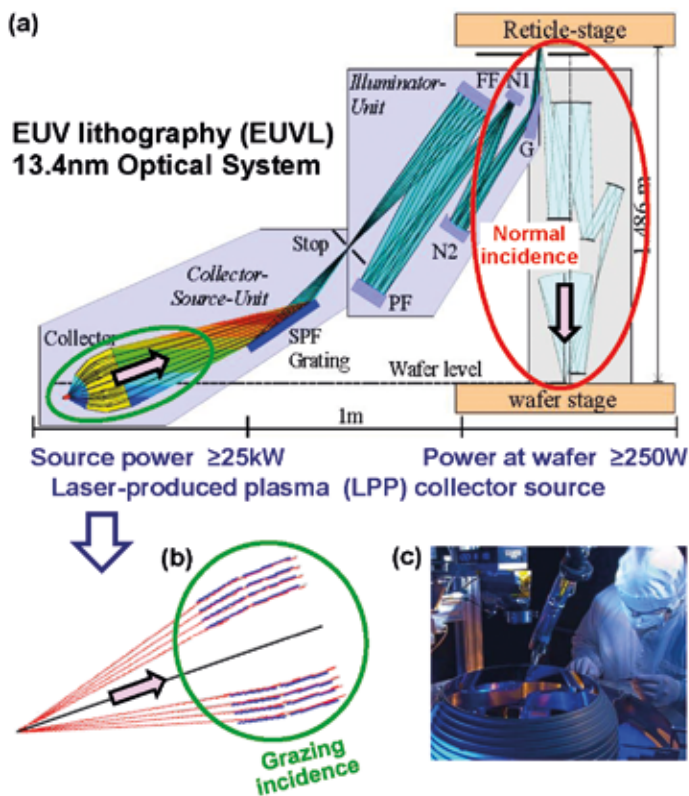 (a)
Reticle-stage
Illuminator-
Unit
FF
N1
EUV lithography (EUVL)
13.4nm Optical System
G
Stop
N2
Normal
incidence
1.486 m
Collector-
Source-Unit
PF
Collector
SPF
Grating
Wafer level
wafer stage
1m
Source power ≥25kW
Power at wafer ≥250W
Laser-produced plasma (LPP) collector source
(b)
(c)
Grazing
incidence